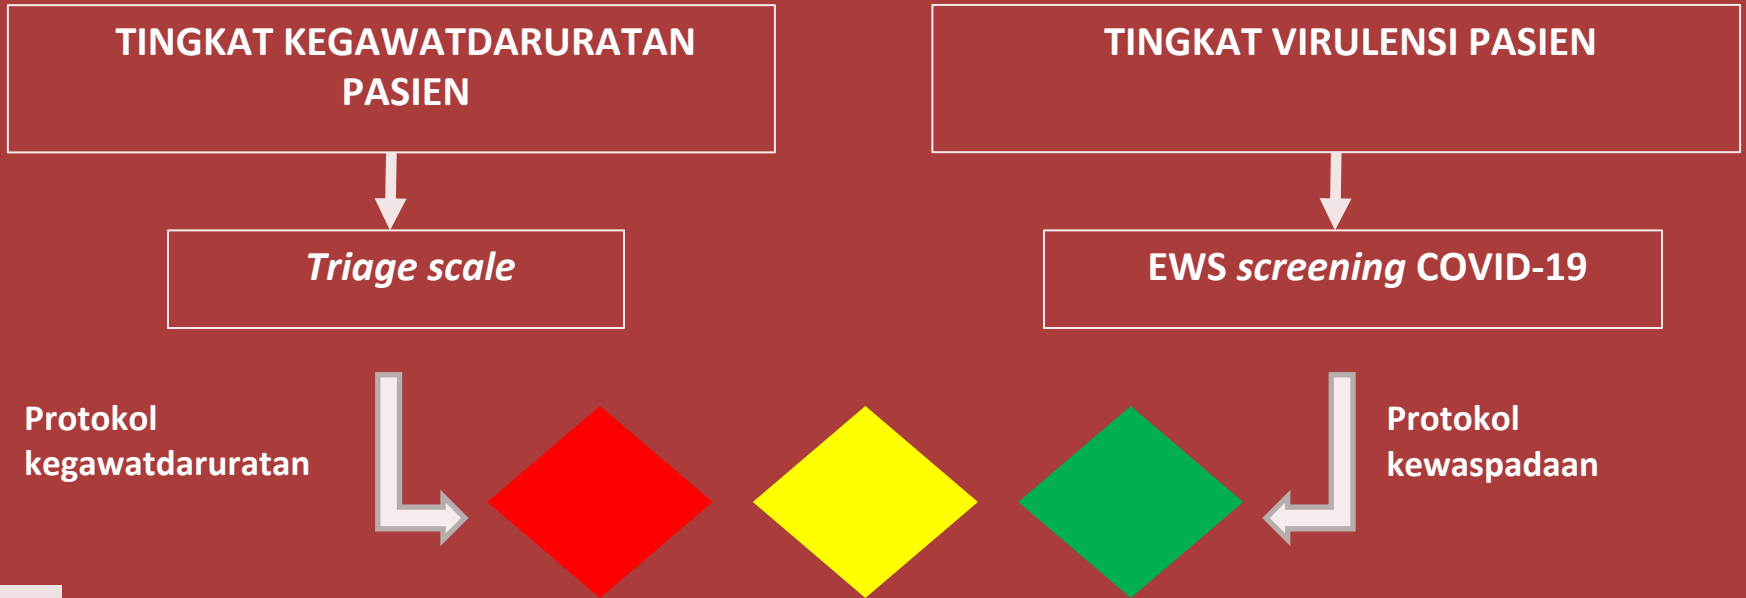 TINGKAT KEGAWATDARURATAN
PASIEN
TINGKAT VIRULENSI PASIEN
Triage scale
EWS screening COVID-19
Protokol
kegawatdaruratan
Protokol
kewaspadaan